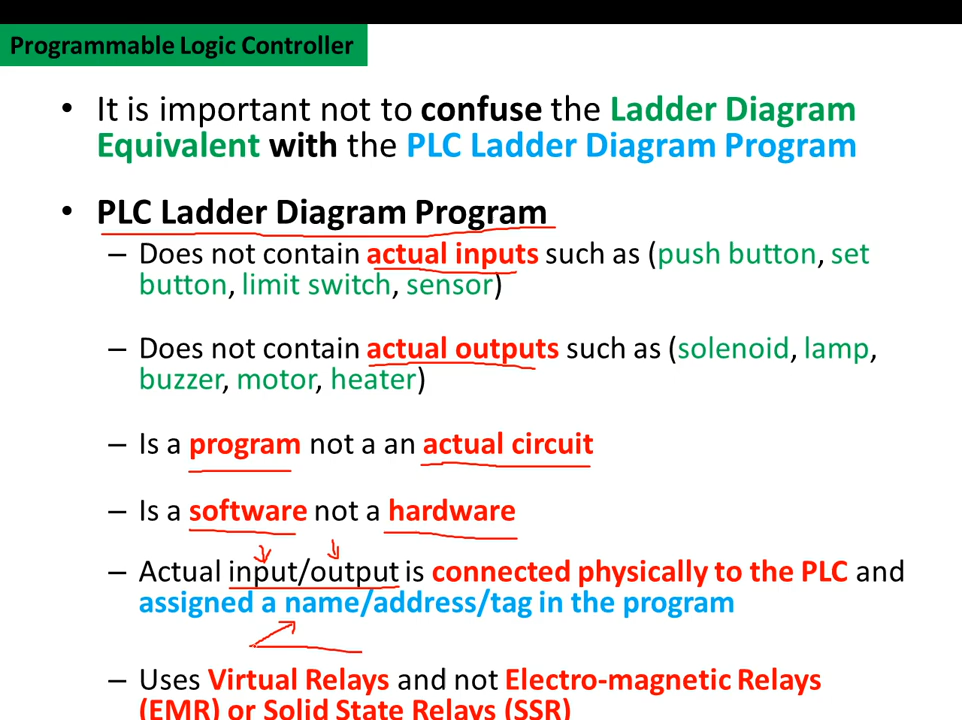 Programmable Logic Controller
• It is important not to confuse the Ladder Diagram
Equivalent with the PLC Ladder Diagram Program
• PLC Ladder Diagram Program
– Does not contain actual inputs such as (push button, set
button, limit switch, sensor)
– Does not contain actual outputs such as (solenoid, lamp,
buzzer, motor, heater)
– Is a program not a an actual circuit
– Is a software not a hardware
– Actual input/output is connected physically to the PLC and
assigned a name/address/tag in the program
– Uses Virtual Relays and not Electro-magnetic Relays
(EMR) or Solid State Relays (SSR)